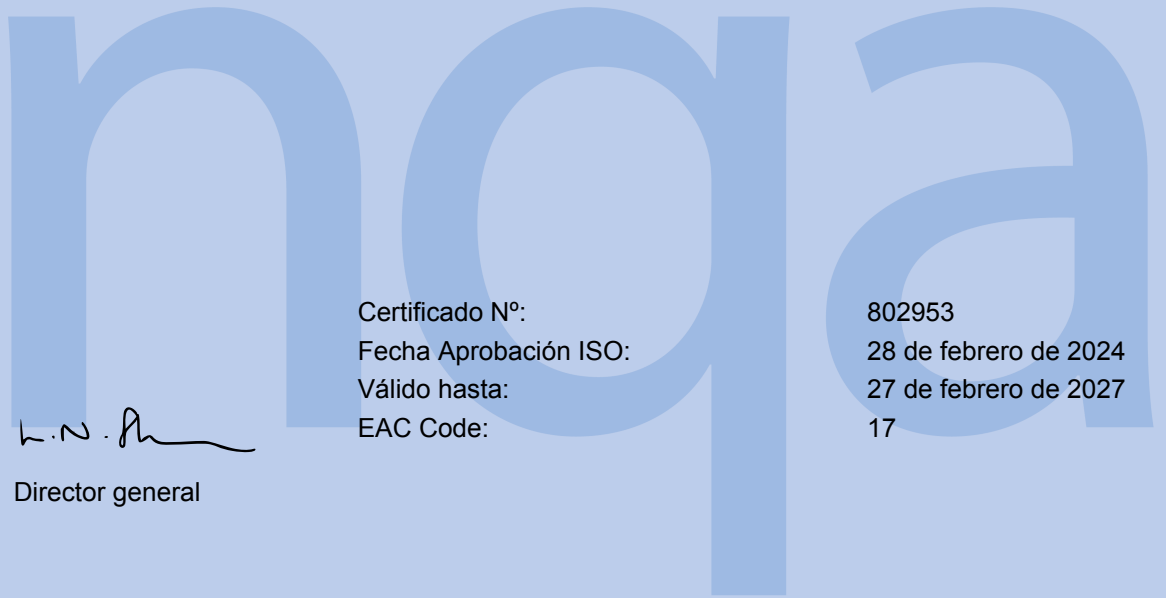 nqa
Certificado Nº: 802953
Fecha Aprobación ISO: 28 de febrero de 2024
Válido hasta: 27 de febrero de 2027
EAC Code: 17
Director general